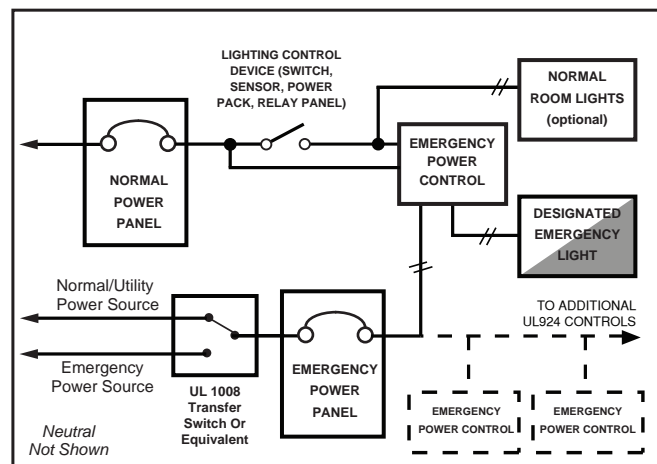 LIGHTING CONTROL
DEVICE (SWITCH,
SENSOR, POWER
PACK, RELAY PANEL)
NORMAL
ROOM LIGHTS
(optional)
NORMAL
POWER
PANEL
EMERGENCY
POWER
CONTROL
DESIGNATED
EMERGENCY
LIGHT
Normal/Utility
Power Source
Emergency
Power Source
UL 1008
Transfer
Switch Or
Equivalent
EMERGENCY
POWER
PANEL
TO ADDITIONAL
UL924 CONTROLS
EMERGENCY
POWER CONTROL
EMERGENCY
POWER CONTROL
Neutral
Not Shown